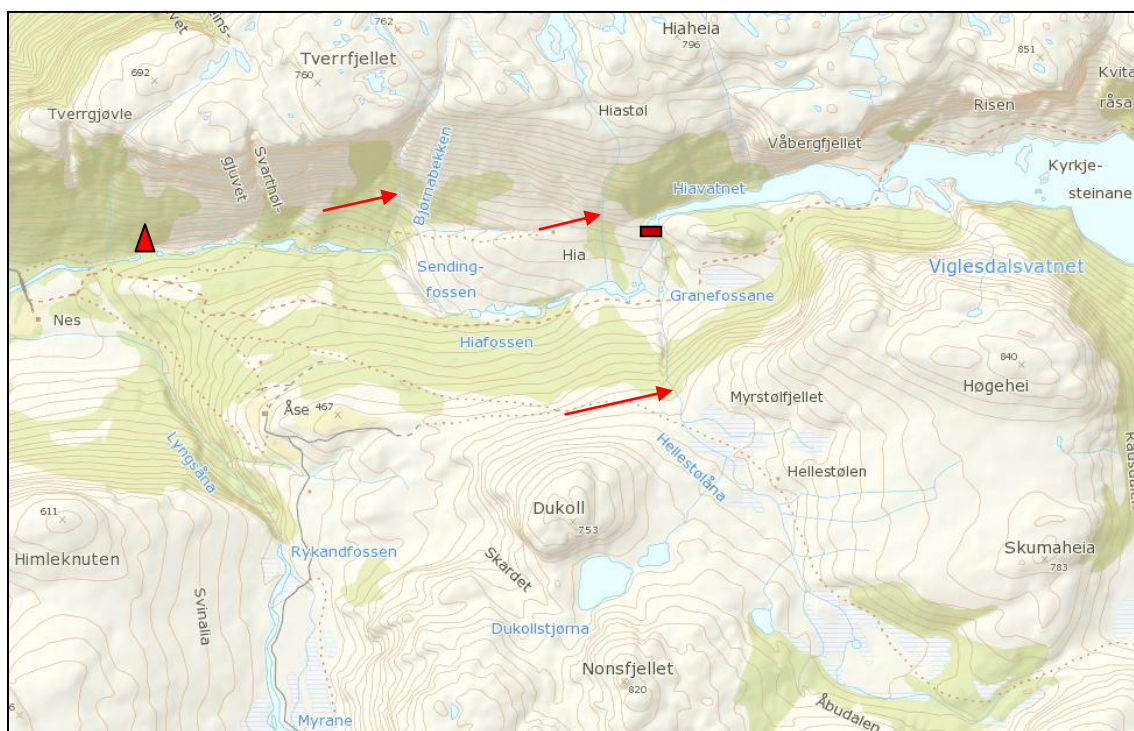 762
Tverrfjellet
692
760
Hiaheia
796
851
Kvita
råsa
Tverrgjøvle
Hiastøl
Risen
Våbergfjellet
Svarthøl-
gjuvet
Bjørnabekken
Hiavatnet
Kyrkje-
steinane
Hia
Sending-
fossen
Viglesdalsvatnet
Granefossane
Nes
Hiafossen
840
Høgehei
Åse
467
Myrstølfjellet
Lyngsåna
Hellestølåna
Hellestølen
611
Himleknuten
Dukoll
753
Rykandfossen
Skardet
Skumaheia
783
Svinalia
Dukollstjørna
Nonsfjellet
820
Åbudalen
Myrane